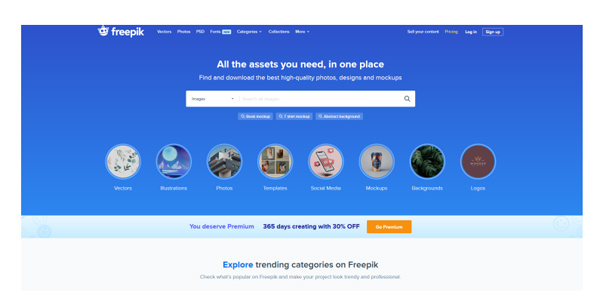 freepik
Vectors Photos PSD Fonts NEW Categories Collections More
Sell your content Pricing Log in Sign up
All the assets you need, in one place
Find and download the best high-quality photos, designs and mockups
Images Search all images
Book mockup T shirt mockup Abstract background
Vectors Illustrations Photos Templates Social Media Mockups Backgrounds Logos
You deserve Premium 365 days creating with 30% OFF Go Premium
Explore trending categories on Freepik
Check what's popular on Freepik and make your project look trendy and professional.